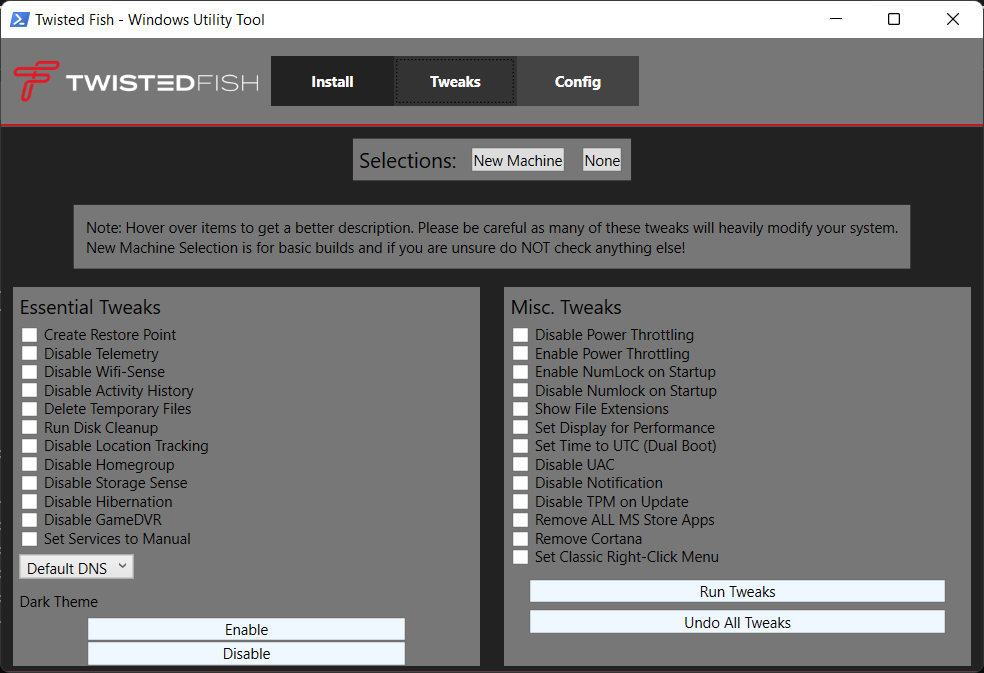 Twisted Fish - Windows Utility Tool
TWISTEDFISH
Install
Tweaks
Config
Selections:
New Machine
None
Note: Hover over items to get a better description. Please be careful as many of these tweaks will heavily modify your system.
New Machine Selection is for basic builds and if you are unsure do NOT check anything else!
Essential Tweaks
Create Restore Point
Disable Telemetry
Disable Wifi-Sense
Disable Activity History
Delete Temporary Files
Run Disk Cleanup
Disable Location Tracking
Disable Homegroup
Disable Storage Sense
Disable Hibernation
Disable GameDVR
Set Services to Manual
Default DNS
Dark Theme
Enable
Disable
Misc. Tweaks
Disable Power Throttling
Enable Power Throttling
Enable NumLock on Startup
Disable Numlock on Startup
Show File Extensions
Set Display for Performance
Set Time to UTC (Dual Boot)
Disable UAC
Disable Notification
Disable TPM on Update
Remove ALL MS Store Apps
Remove Cortana
Set Classic Right-Click Menu
Run Tweaks
Undo All Tweaks